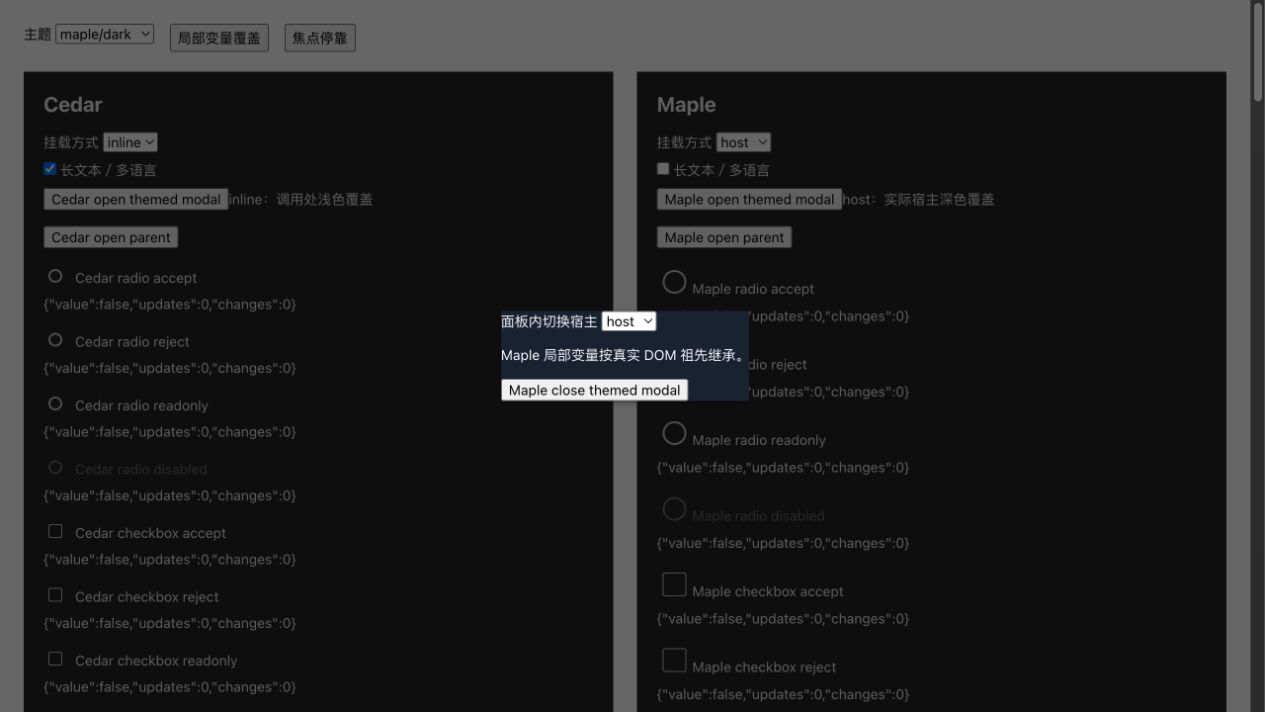 主题 maple/dark 局部变量覆盖 焦点停靠
Cedar
挂载方式 inline
长文本 / 多语言
Cedar open themed modal inline：调用处浅色覆盖
Cedar open parent
Cedar radio accept
{"value":false,"updates":0,"changes":0}
Cedar radio reject
{"value":false,"updates":0,"changes":0}
Cedar radio readonly
{"value":false,"updates":0,"changes":0}
Cedar radio disabled
{"value":false,"updates":0,"changes":0}
Cedar checkbox accept
{"value":false,"updates":0,"changes":0}
Cedar checkbox reject
{"value":false,"updates":0,"changes":0}
Cedar checkbox readonly
{"value":false,"updates":0,"changes":0}
Maple
挂载方式 host
长文本 / 多语言
Maple open themed modal host：实际宿主深色覆盖
Maple open parent
Maple radio accept
"updates":0,"changes":0}
dio reject
"updates":0,"changes":0}
Maple radio readonly
{"value":false,"updates":0,"changes":0}
Maple radio disabled
{"value":false,"updates":0,"changes":0}
Maple checkbox accept
{"value":false,"updates":0,"changes":0}
Maple checkbox reject
{"value":false,"updates":0,"changes":0}
面板内切换宿主 host
Maple 局部变量按真实 DOM 祖先继承。
Maple close themed modal